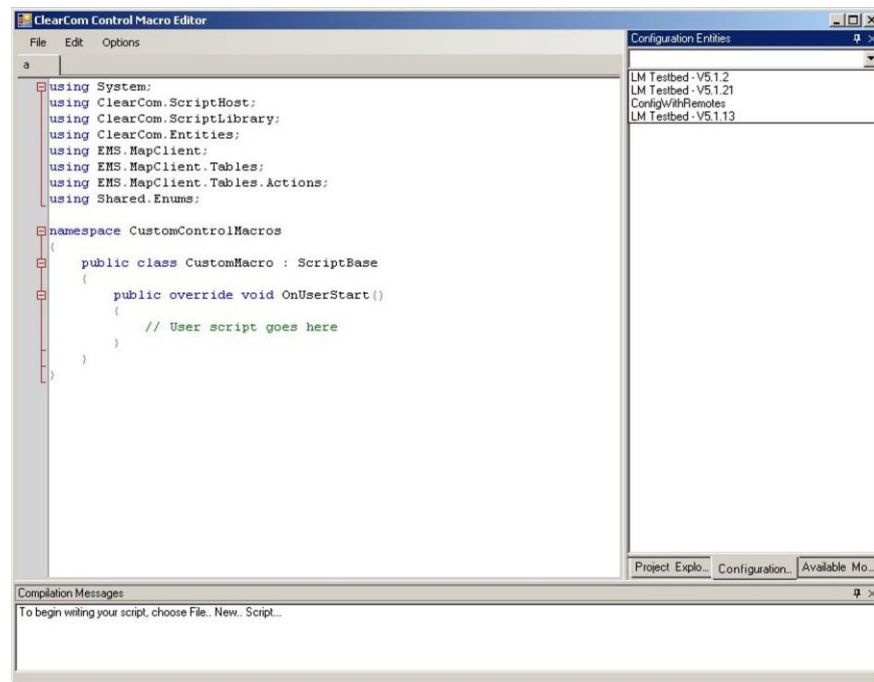 ClearCom Control Macro Editor
File Edit Options
a
using System;
using ClearCom.ScriptHost;
using ClearCom.ScriptLibrary;
using ClearCom.Entities;
using EMS.MapClient;
using EMS.MapClient.Tables;
using EMS.MapClient.Tables.Actions;
using Shared.Enums;
namespace CustomControlMacros
{
public class CustomMacro : ScriptBase
{
public override void OnUserStart()
{
// User script goes here
}
}
}
Configuration Entities
LM Testbed - V5.1.2
LM Testbed - V5.1.21
ConfigWithRemotes
LM Testbed - V5.1.13
Project Explo... Configuration... Available Mo...
Compilation Messages
To begin writing your script, choose File.. New.. Script...